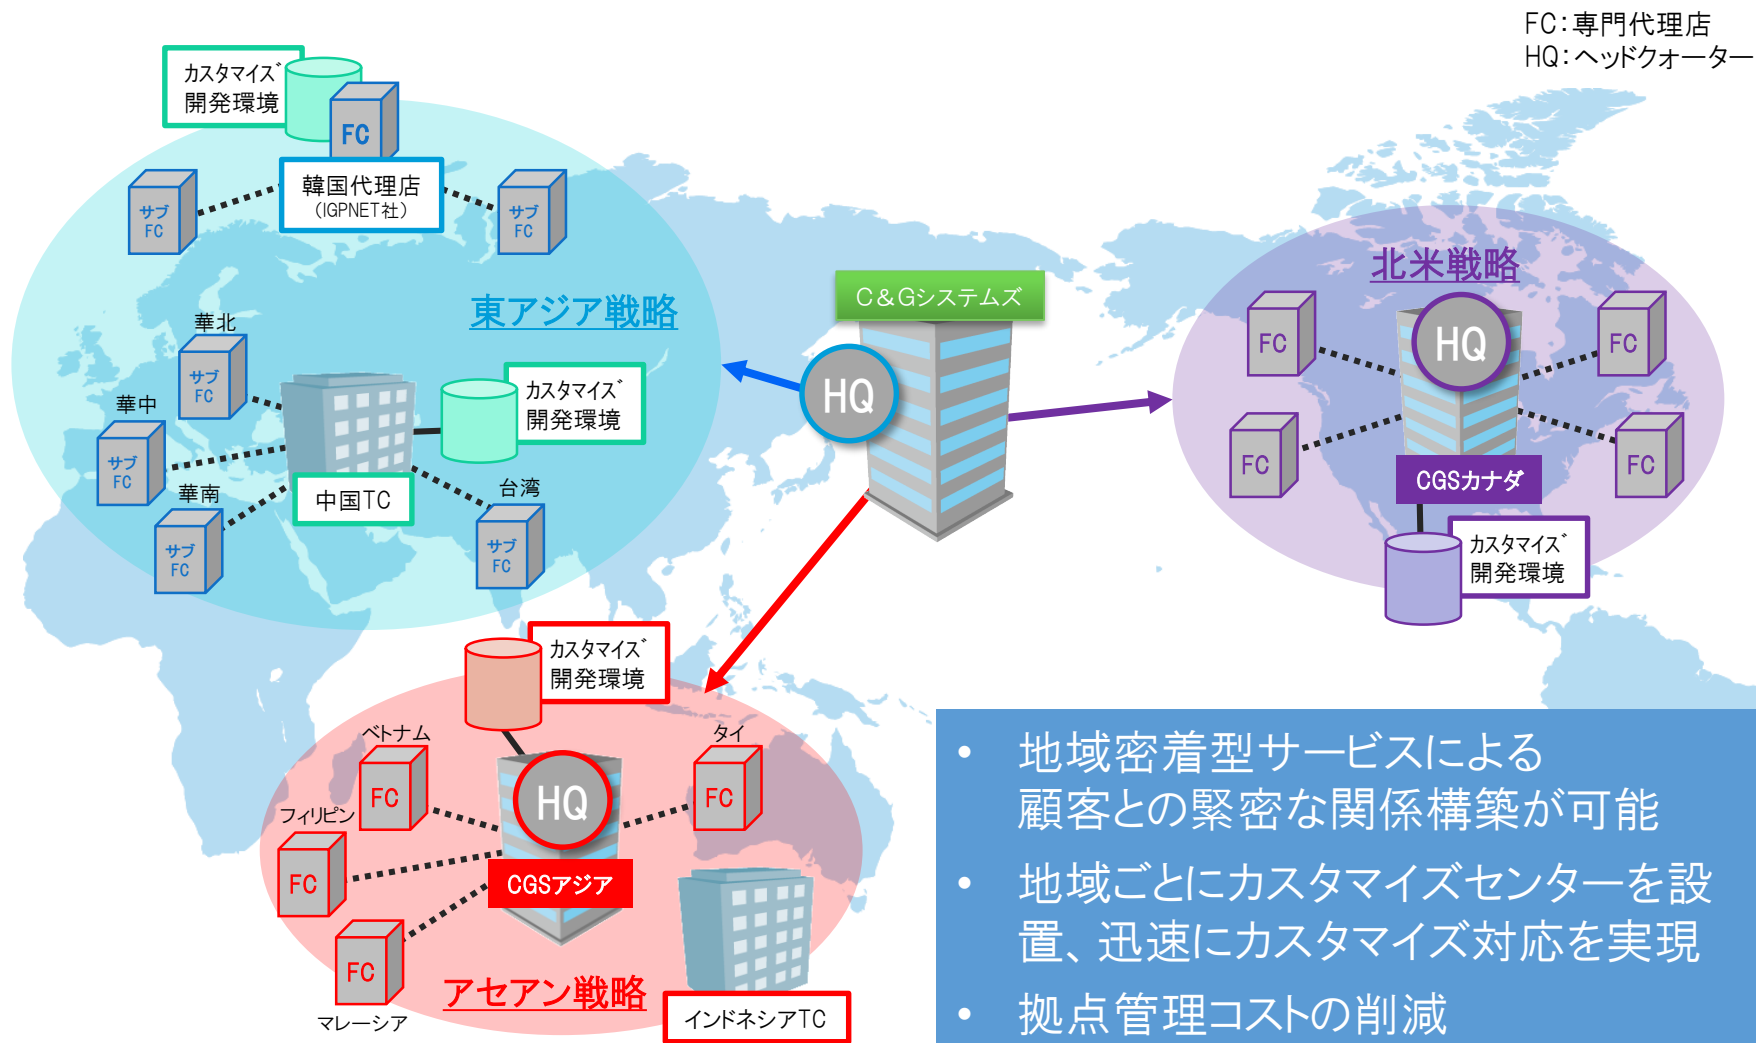 FC：専門代理店
HQ：ヘッドクォーター
カスタマイズ
開発環境
FC
韓国代理店
（IGPNET社）
サブ
FC
サブ
FC
東アジア戦略
華北
サブ
FC
華中
サブ
FC
華南
サブ
FC
中国TC
カスタマイズ
開発環境
台湾
サブ
FC
C＆Gシステムズ
HQ
北米戦略
FC
HQ
FC
FC
FC
CGSカナダ
カスタマイズ
開発環境
カスタマイズ
開発環境
ベトナム
FC
タイ
FC
HQ
フィリピン
FC
CGSアジア
FC
マレーシア
アセアン戦略
インドネシアTC
• 地域密着型サービスによる
顧客との緊密な関係構築が可能
• 地域ごとにカスタマイズセンターを設
置、迅速にカスタマイズ対応を実現
• 拠点管理コストの削減